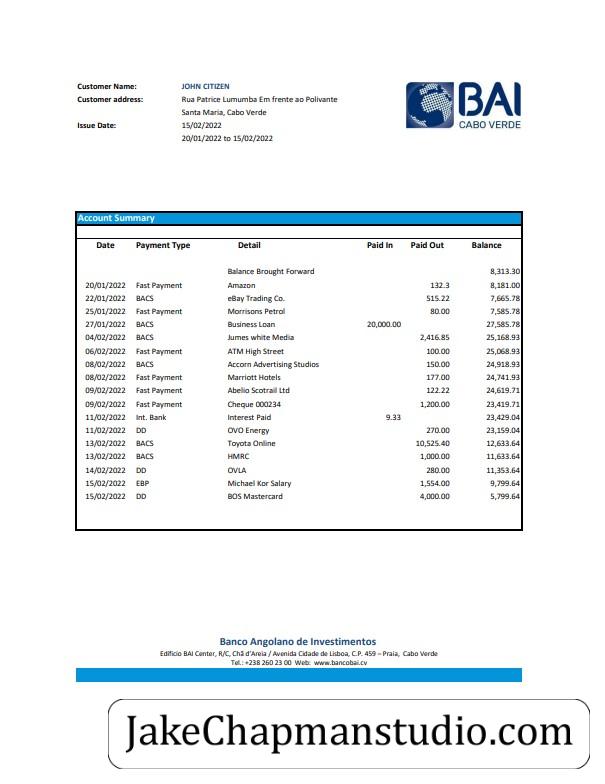 Customer Name: JOHN CITIZEN
Customer address: Rua Patrice Lumumba Em frente ao Polivante
Santa Maria, Cabo Verde
Issue Date: 15/02/2022
20/01/2022 to 15/02/2022
BAI
CABO VERDE
Account Summary
Date Payment Type Detail Paid In Paid Out Balance
Balance Brought Forward 8,313.30
20/01/2022 Fast Payment Amazon 132.3 8,181.00
22/01/2022 BACS eBay Trading Co. 515.22 7,665.78
25/01/2022 Fast Payment Morrisons Petrol 80.00 7,585.78
27/01/2022 BACS Business Loan 20,000.00 27,585.78
04/02/2022 BACS Jumes white Media 2,416.85 25,168.93
06/02/2022 Fast Payment ATM High Street 100.00 25,068.93
08/02/2022 BACS Accorn Advertising Studios 150.00 24,918.93
08/02/2022 Fast Payment Marriott Hotels 177.00 24,741.93
09/02/2022 Fast Payment Abelio Scotrail Ltd 122.22 24,619.71
09/02/2022 Fast Payment Cheque 000234 1,200.00 23,419.71
11/02/2022 Int. Bank Interest Paid 9.33 23,429.04
11/02/2022 DD OVO Energy 270.00 23,159.04
13/02/2022 BACS Toyota Online 10,525.40 12,633.64
13/02/2022 BACS HMRC 1,000.00 11,633.64
14/02/2022 DD OVLA 280.00 11,353.64
15/02/2022 EBP Michael Kor Salary 1,554.00 9,799.64
15/02/2022 DD BOS Mastercard 4,000.00 5,799.64
Banco Angolano de Investimentos
Edifício BAI Center, R/C, Chã d'Areia / Avenida Cidade de Lisboa, C.P. 459 – Praia, Cabo Verde
Tel.: +238 260 23 00 Web: www.bancobai.cv
JakeChapmanstudio.com